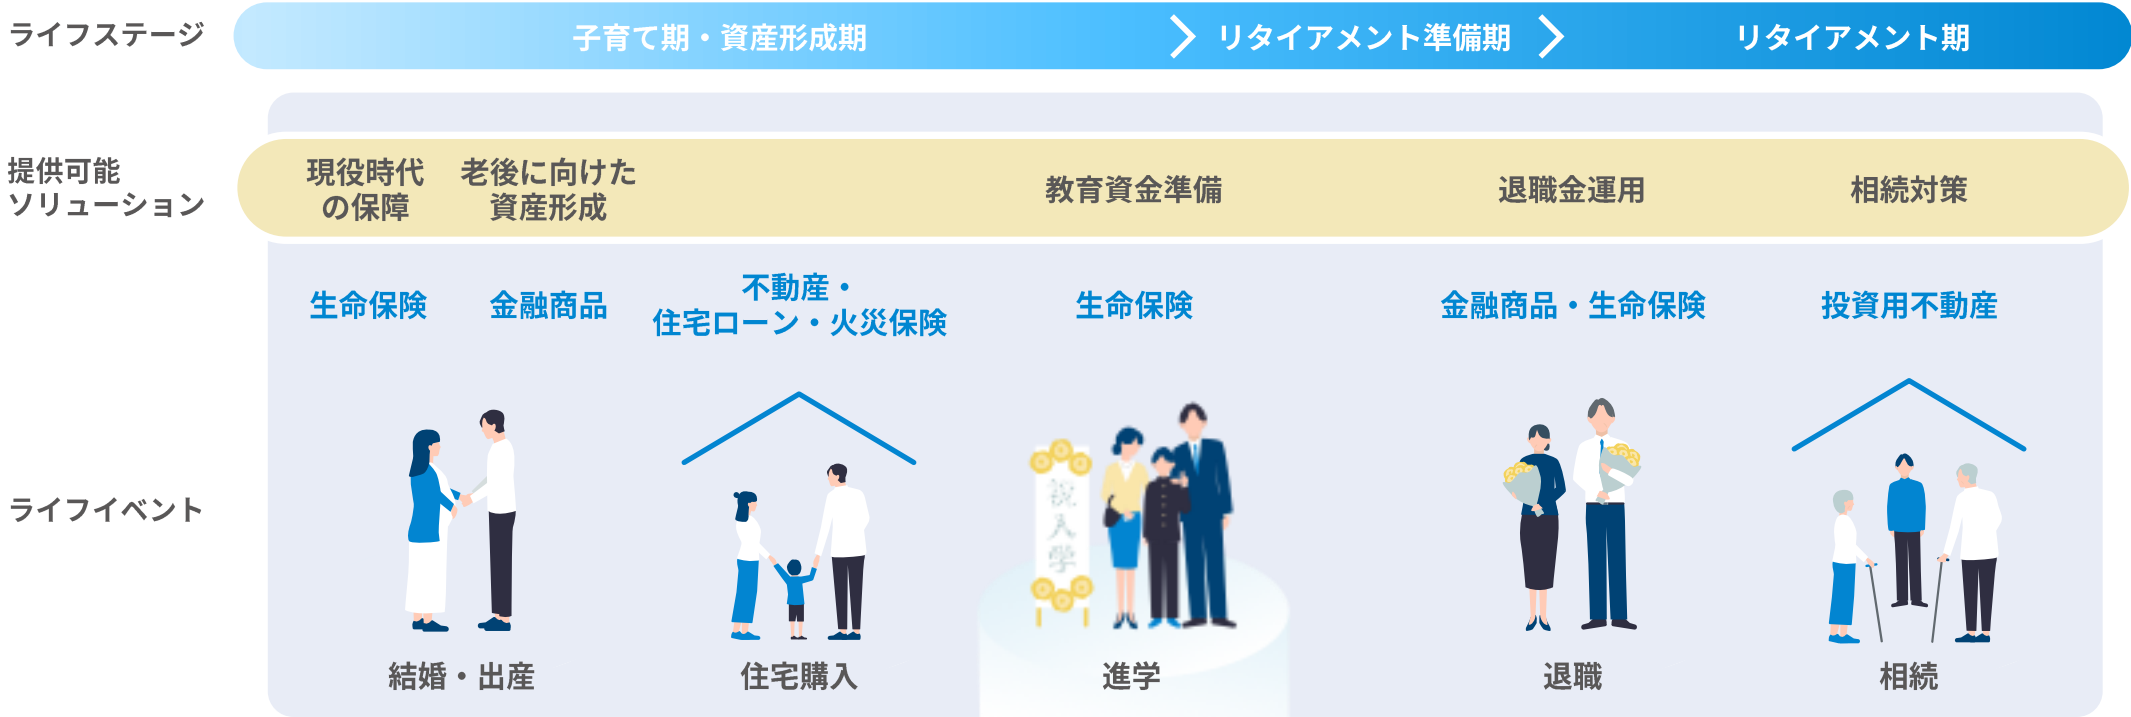 ライフステージ
子育て期・資産形成期
リタイアメント準備期
リタイアメント期
提供可能
ソリューション
現役時代
の保障
老後に向けた
資産形成
教育資金準備
退職金運用
相続対策
生命保険
金融商品
不動産・
住宅ローン・火災保険
生命保険
金融商品・生命保険
投資用不動産
ライフイベント
祝
入
学
結婚・出産
住宅購入
進学
退職
相続